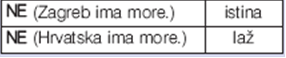 NE (Zagreb ima more.) istina
NE (Hrvatska ima more.) laž